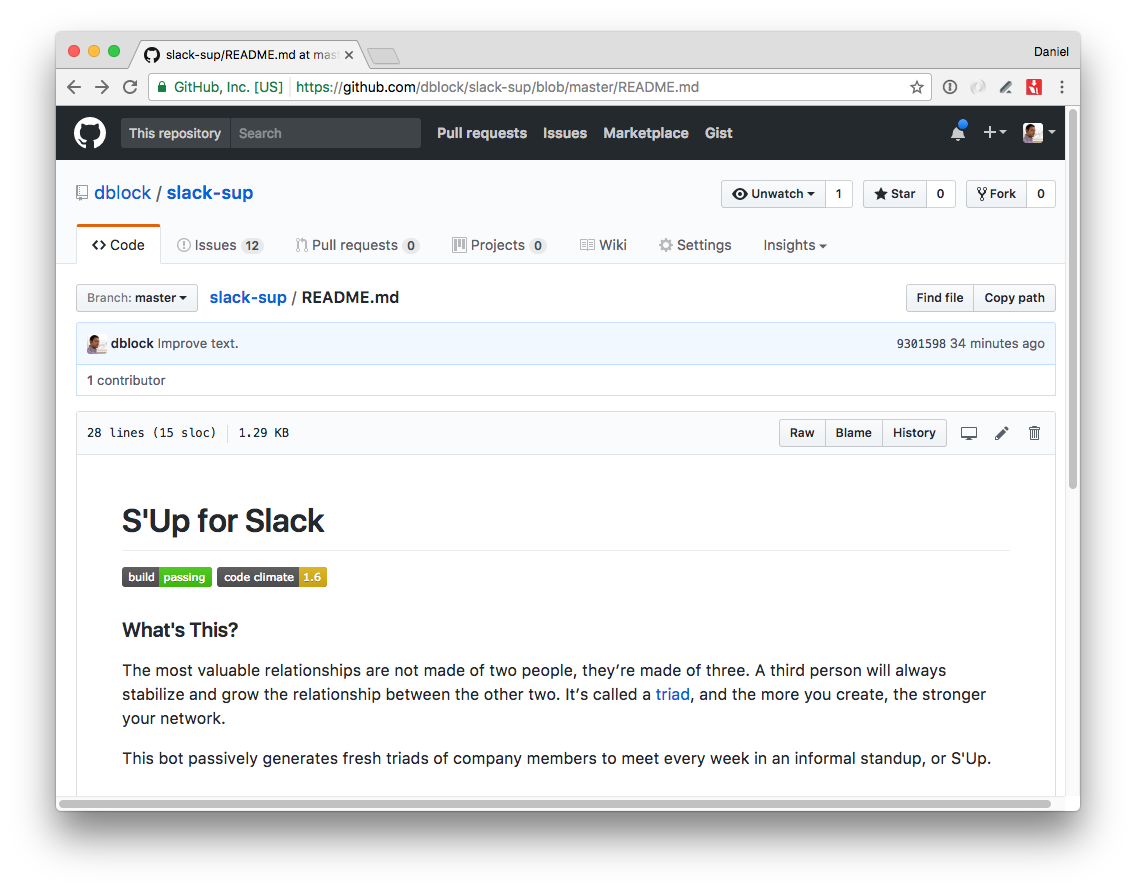 slack-sup/README.md at mas
Daniel
GitHub, Inc. [US] https://github.com/dblock/slack-sup/blob/master/README.md
This repository Search Pull requests Issues Marketplace Gist
dblock / slack-sup Unwatch 1 Star 0 Fork 0
Code Issues 12 Pull requests 0 Projects 0 Wiki Settings Insights
Branch: master slack-sup / README.md Find file Copy path
dblock Improve text. 9301598 34 minutes ago
1 contributor
28 lines (15 sloc) 1.29 KB Raw Blame History
S'Up for Slack
build passing code climate 1.6
What's This?
The most valuable relationships are not made of two people, they’re made of three. A third person will always
stabilize and grow the relationship between the other two. It’s called a triad, and the more you create, the stronger
your network.
This bot passively generates fresh triads of company members to meet every week in an informal standup, or S'Up.